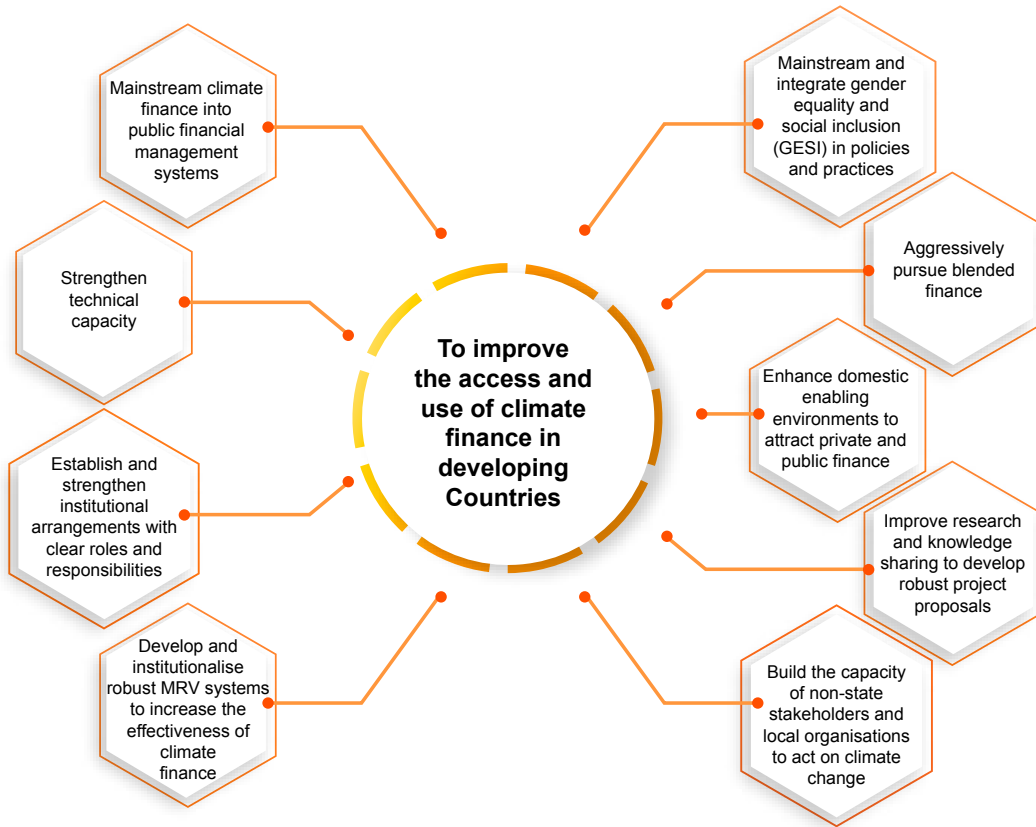 Mainstream climate
finance into
public financial
management
systems
Strengthen
technical
capacity
Establish and
strengthen
institutional
arrangements with
clear roles and
responsibilities
Develop and
institutionalise
robust MRV systems
to increase the
effectiveness of
climate
finance
To improve
the access and
use of climate
finance in
developing
Countries
Mainstream and
integrate gender
equality and
social inclusion
(GESI) in policies
and practices
Aggressively
pursue blended
finance
Enhance domestic
enabling
environments to
attract private and
public finance
Improve research
and knowledge
sharing to develop
robust project
proposals
Build the capacity
of non-state
stakeholders and
local organisations
to act on climate
change